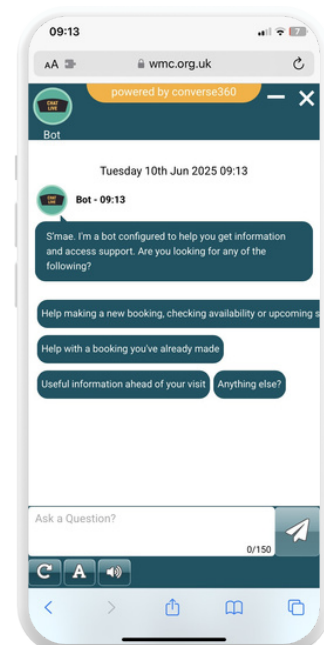 09:13
AA wmc.org.uk
powered by converse360
CHAT
LIVE
Bot
Tuesday 10th Jun 2025 09:13
Bot - 09:13
S'mae. I'm a bot configured to help you get information
and access support. Are you looking for any of the
following?
Help making a new booking, checking availability or upcoming s
Help with a booking you've already made
Useful information ahead of your visit Anything else?
Ask a Question?
0/150
A